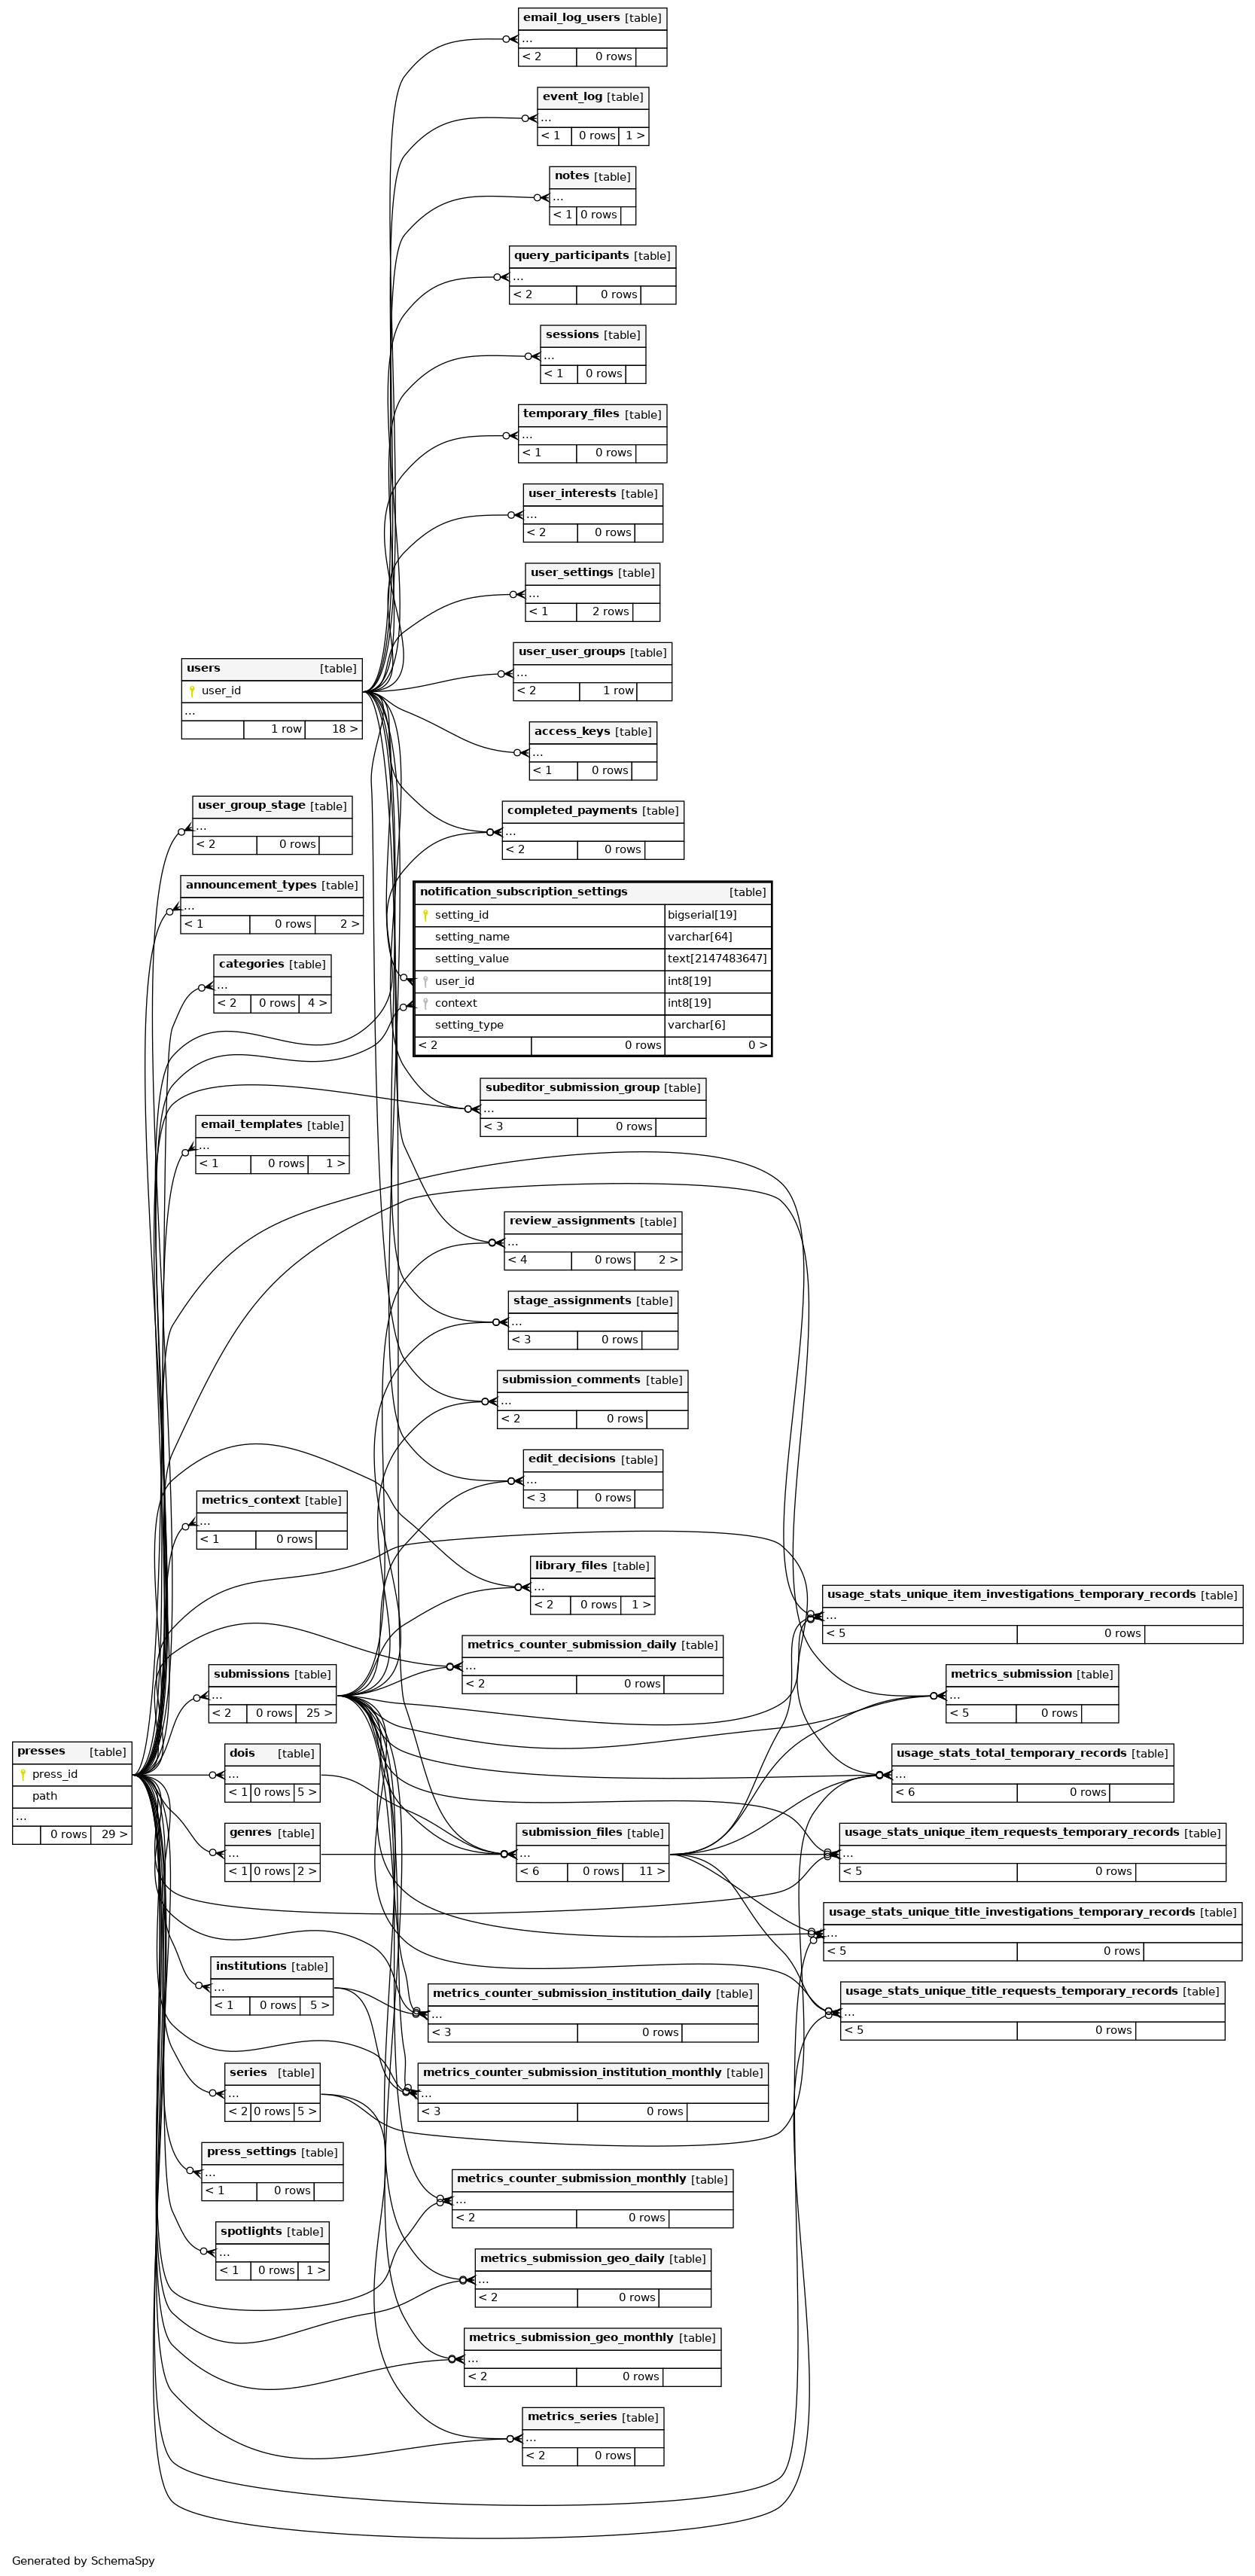 email_log_users [table]
...
< 2 0 rows
event_log [table]
...
< 1 0 rows 1 >
notes [table]
...
< 1 0 rows
query_participants [table]
...
< 2 0 rows
sessions [table]
...
< 1 0 rows
temporary_files [table]
...
< 1 0 rows
user_interests [table]
...
< 2 0 rows
user_settings [table]
...
< 1 2 rows
user_user_groups [table]
...
< 2 1 row
users [table]
user_id
...
1 row 18 >
access_keys [table]
...
< 1 0 rows
user_group_stage [table]
...
< 2 0 rows
completed_payments [table]
...
< 2 0 rows
announcement_types [table]
...
< 1 0 rows 2 >
notification_subscription_settings [table]
setting_id bigserial[19]
setting_name varchar[64]
setting_value text[2147483647]
user_id int8[19]
context int8[19]
setting_type varchar[6]
< 2 0 rows 0 >
categories [table]
...
< 2 0 rows 4 >
subeditor_submission_group [table]
...
< 3 0 rows
email_templates [table]
...
< 1 0 rows 1 >
review_assignments [table]
...
< 4 0 rows 2 >
stage_assignments [table]
...
< 3 0 rows
submission_comments [table]
...
< 2 0 rows
edit_decisions [table]
...
< 3 0 rows
metrics_context [table]
...
< 1 0 rows
library_files [table]
...
< 2 0 rows 1 >
usage_stats_unique_item_investigations_temporary_records [table]
...
< 5 0 rows
metrics_counter_submission_daily [table]
...
< 2 0 rows
submissions [table]
...
< 2 0 rows 25 >
metrics_submission [table]
...
< 5 0 rows
presses [table]
press_id
path
...
0 rows 29 >
dois [table]
...
< 1 0 rows 5 >
usage_stats_total_temporary_records [table]
...
< 6 0 rows
genres [table]
...
< 1 0 rows 2 >
submission_files [table]
...
< 6 0 rows 11 >
usage_stats_unique_item_requests_temporary_records [table]
...
< 5 0 rows
usage_stats_unique_title_investigations_temporary_records [table]
...
< 5 0 rows
institutions [table]
...
< 1 0 rows 5 >
metrics_counter_submission_institution_daily [table]
...
< 3 0 rows
usage_stats_unique_title_requests_temporary_records [table]
...
< 5 0 rows
series [table]
...
< 2 0 rows 5 >
metrics_counter_submission_institution_monthly [table]
...
< 3 0 rows
press_settings [table]
...
< 1 0 rows
metrics_counter_submission_monthly [table]
...
< 2 0 rows
spotlights [table]
...
< 1 0 rows 1 >
metrics_submission_geo_daily [table]
...
< 2 0 rows
metrics_submission_geo_monthly [table]
...
< 2 0 rows
metrics_series [table]
...
< 2 0 rows
Generated by SchemaSpy